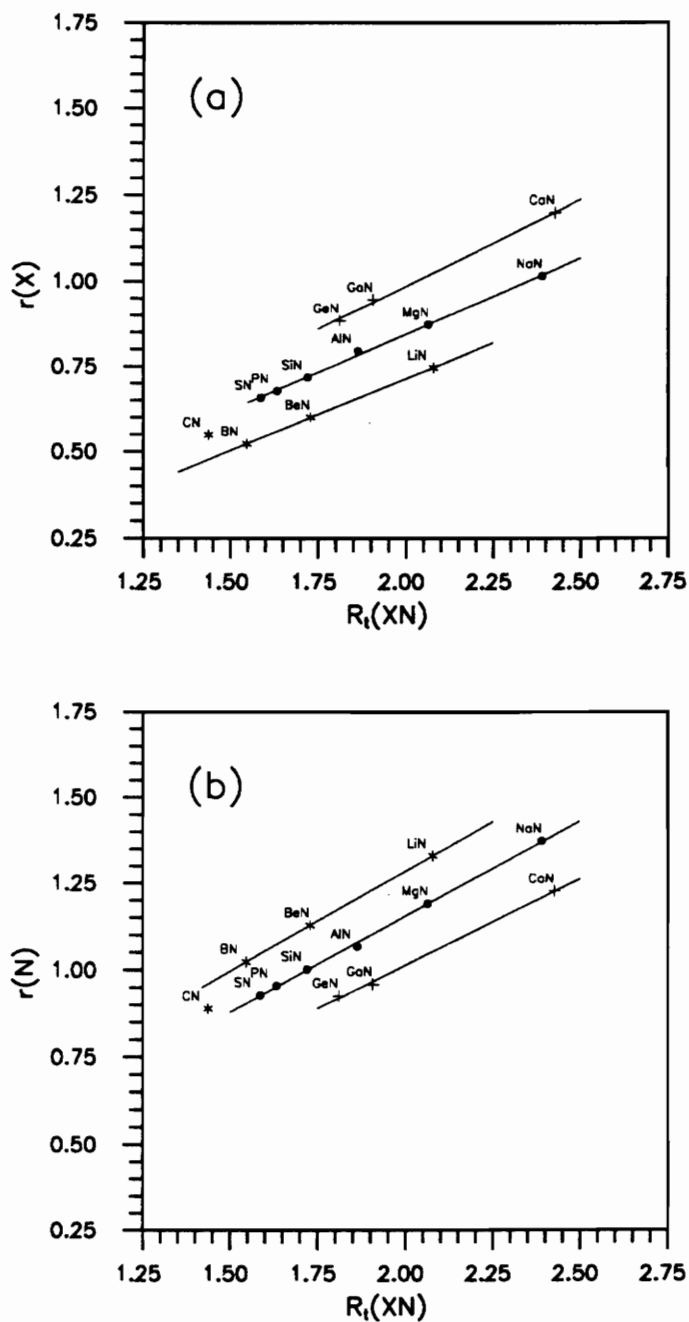 1.75
(a)
1.50
1.25
CaN
r(X)
1.00
GaN
NaN
GeN
MgN
AlN
0.75
SiN
LiN
SN PN
BeN
CN
BN
0.50
0.25
1.25 1.50 1.75 2.00 2.25 2.50 2.75
Rt(XN)
1.75
(b)
1.50
NaN
LiN
1.25
CaN
MgN
BeN
r(N)
AlN
BN
SiN
1.00
PN
SN
GaN
GeN
CN
0.75
0.50
0.25
1.25 1.50 1.75 2.00 2.25 2.50 2.75
Rt(XN)